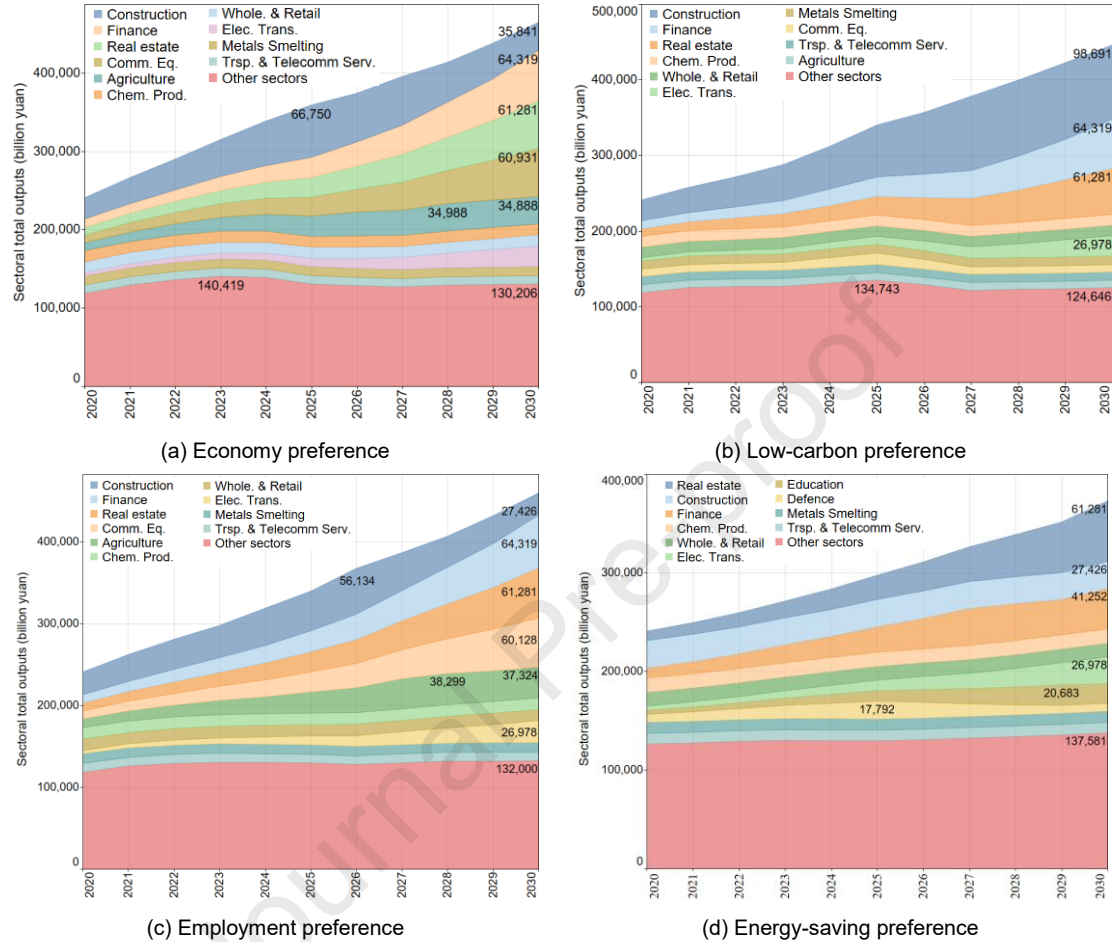 Construction
Finance
Real estate
Comm. Eq.
Agriculture
Chem. Prod.
Whole. & Retail
Elec. Trans.
Metals Smelting
Trsp. & Telecomm Serv.
Other sectors
Sectoral total outputs (billion yuan)
400,000
300,000
200,000
100,000
0
35,841
64,319
66,750
61,281
60,931
34,988
34,888
140,419
130,206
2020
2021
2022
2023
2024
2025
2026
2027
2028
2029
2030
(a) Economy preference
Construction
Finance
Real estate
Chem. Prod.
Whole. & Retail
Elec. Trans.
Metals Smelting
Comm. Eq.
Trsp. & Telecomm Serv.
Agriculture
Other sectors
Sectoral total outputs (billion yuan)
500,000
400,000
300,000
200,000
100,000
0
98,691
64,319
61,281
26,978
134,743
124,646
2020
2021
2022
2023
2024
2025
2026
2027
2028
2029
2030
(b) Low-carbon preference
Construction
Finance
Real estate
Comm. Eq.
Agriculture
Chem. Prod.
Whole. & Retail
Elec. Trans.
Metals Smelting
Trsp. & Telecomm Serv.
Other sectors
Sectoral total outputs (billion yuan)
400,000
300,000
200,000
100,000
0
27,426
64,319
56,134
61,281
60,128
38,299
37,324
26,978
132,000
2020
2021
2022
2023
2024
2025
2026
2027
2028
2029
2030
(c) Employment preference
Real estate
Construction
Finance
Chem. Prod.
Whole. & Retail
Elec. Trans.
Education
Defence
Metals Smelting
Trsp. & Telecomm Serv.
Other sectors
Sectoral total outputs (billion yuan)
400,000
300,000
200,000
100,000
0
61,281
27,426
41,252
26,978
20,683
17,792
137,581
2020
2021
2022
2023
2024
2025
2026
2027
2028
2029
2030
(d) Energy-saving preference
Journal Pre-proof